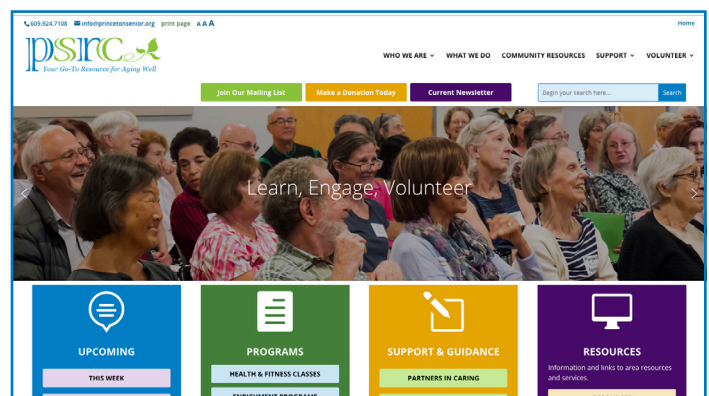 609.924.7108 info@princetonsenior.org print page A A A Home
psrc
Your Go-To Resource for Aging Well
WHO WE ARE WHAT WE DO COMMUNITY RESOURCES SUPPORT VOLUNTEER
Join Our Mailing List Make a Donation Today Current Newsletter Begin your search here... Search
Learn, Engage, Volunteer
UPCOMING PROGRAMS SUPPORT & GUIDANCE RESOURCES
THIS WEEK HEALTH & FITNESS CLASSES PARTNERS IN CARING Information and links to area resources
and services.
ENRICHMENT PROGRAMS